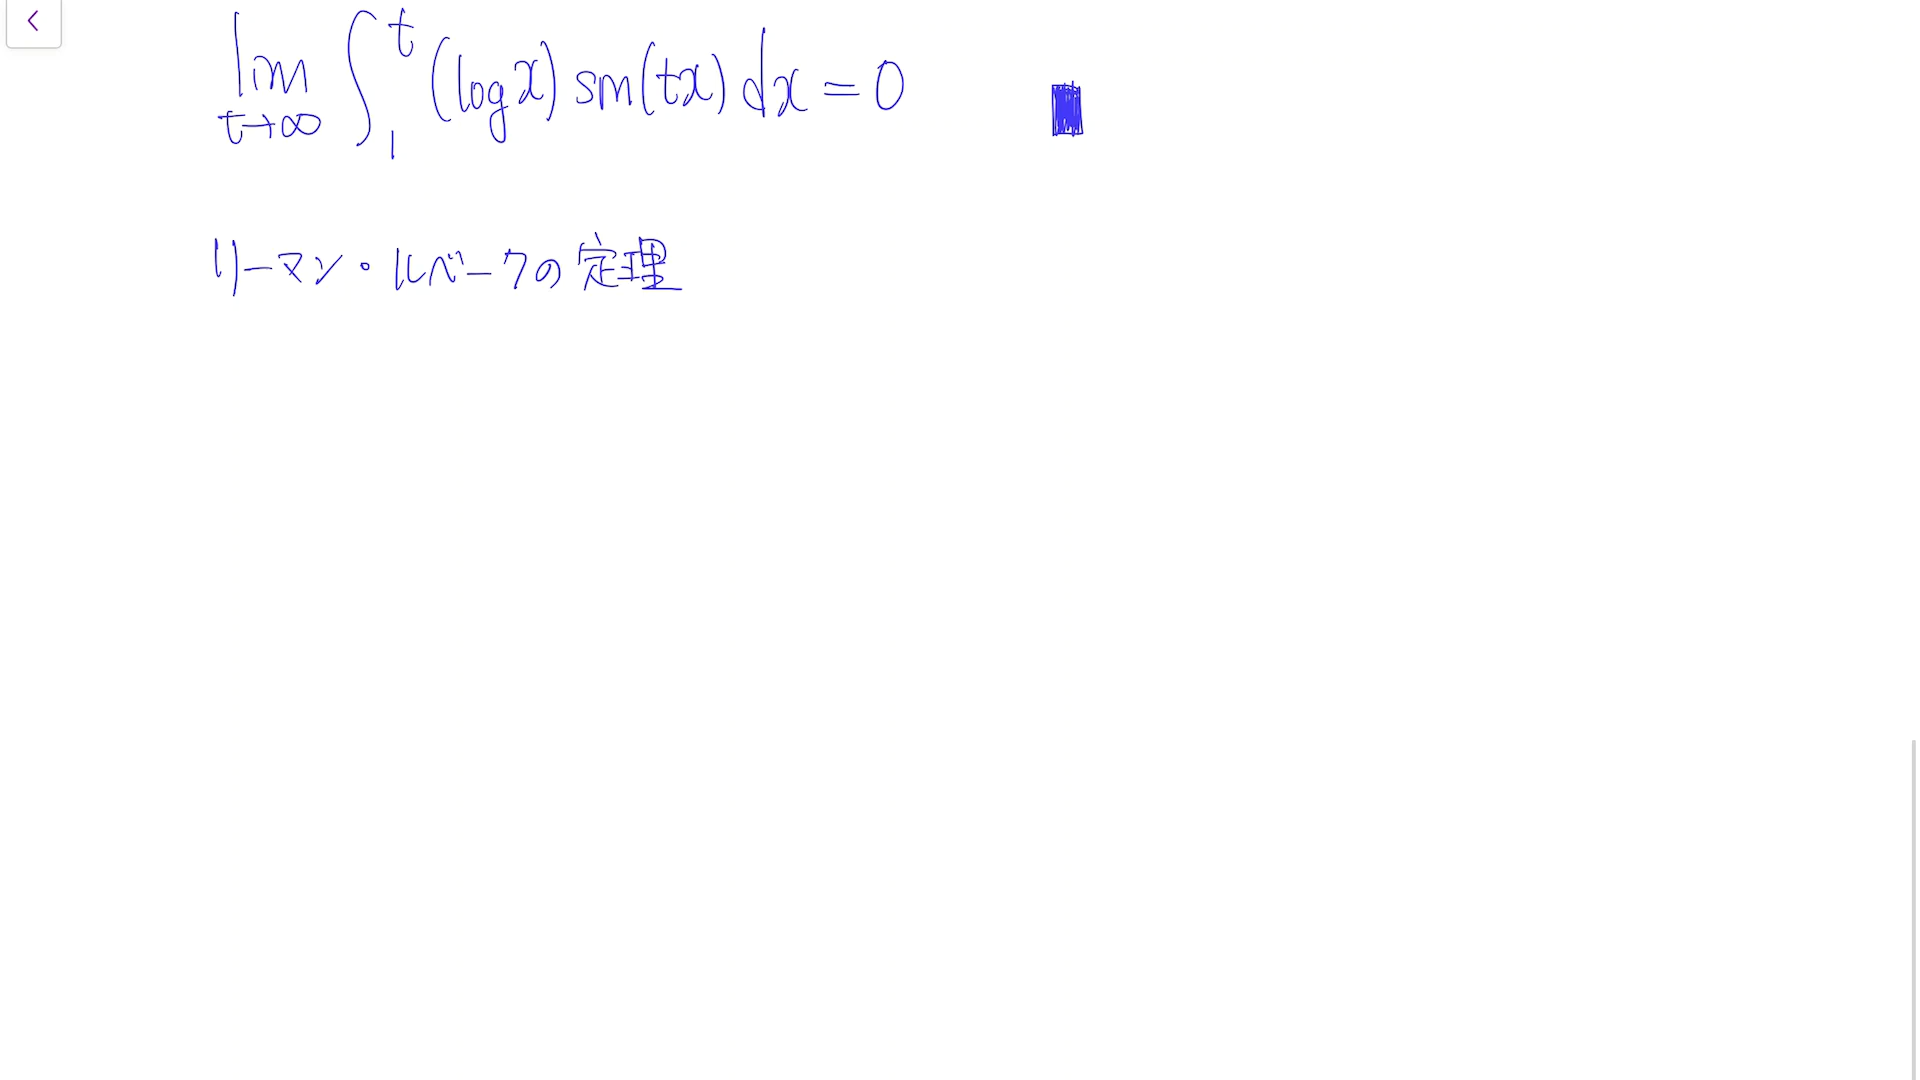 lim_{t→∞} ∫_1^t (log x) sin(tx) dx = 0
リーマン・ルベーグの定理